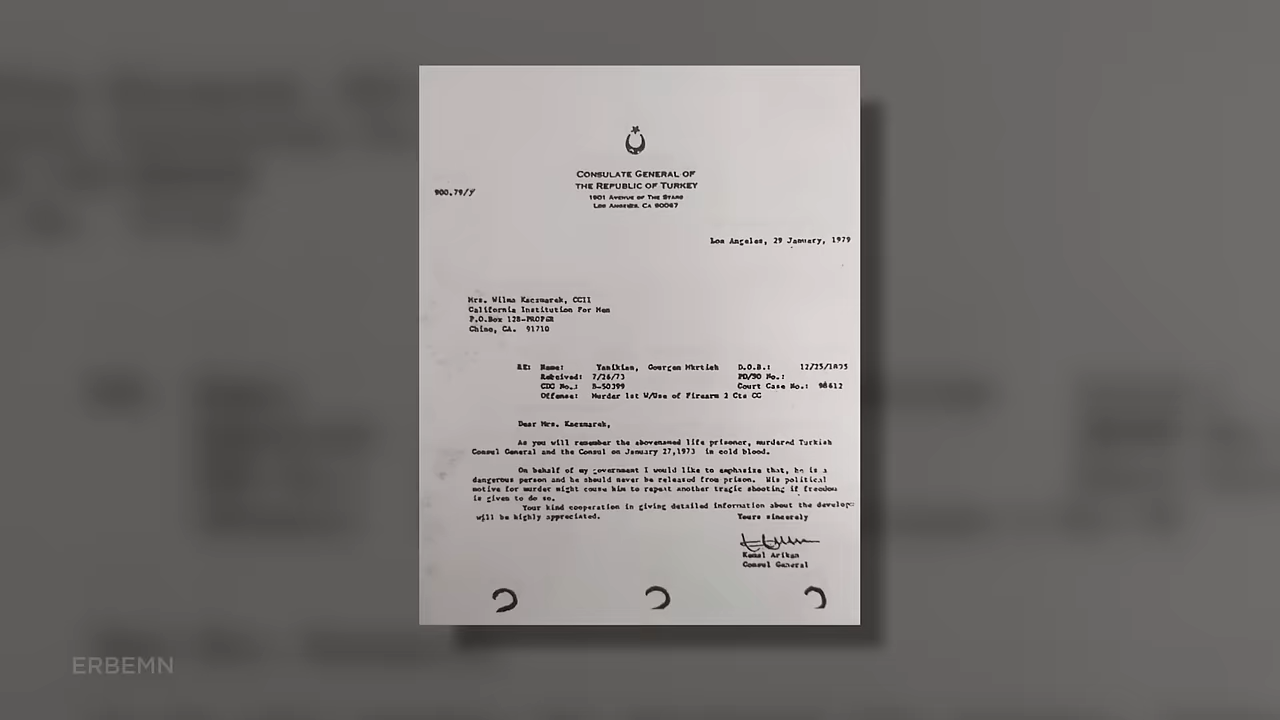 CONSULATE GENERAL OF
THE REPUBLIC OF TURKEY
1901 AVENUE OF THE STARS
LOS ANGELES, CA 90067
900.79/
Los Angeles, 29 January, 1979
Mrs. Wilma Kaczmarek, CCII
California Institution For Men
P.O.Box 128-PROPER
Chino, CA. 91710
RE: Name: Yanikian, Gourgen Mkrtich D.O.B.: 12/25/1895
Received: 7/26/73 PD/SO No.:
CDC No.: B-50399 Court Case No.: 98612
Offense: Murder 1st W/Use of Firearm 2 Cts CC
Dear Mrs. Kaczmarek,
As you will remember the abovenamed life prisoner, murdered Turkish
Consul General and the Consul on January 27,1973 in cold blood.
On behalf of my government I would like to emphasize that, he is a
dangerous person and he should never be released from prison. His political
motive for murder might cause him to repeat another tragic shooting if freedom
is given to do so.
Your kind cooperation in giving detailed information about the develop
will be highly appreciated. Yours sincerely
Kemal Arikan
Consul General
ERBEMN